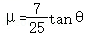 μ = 7/25 tan θ